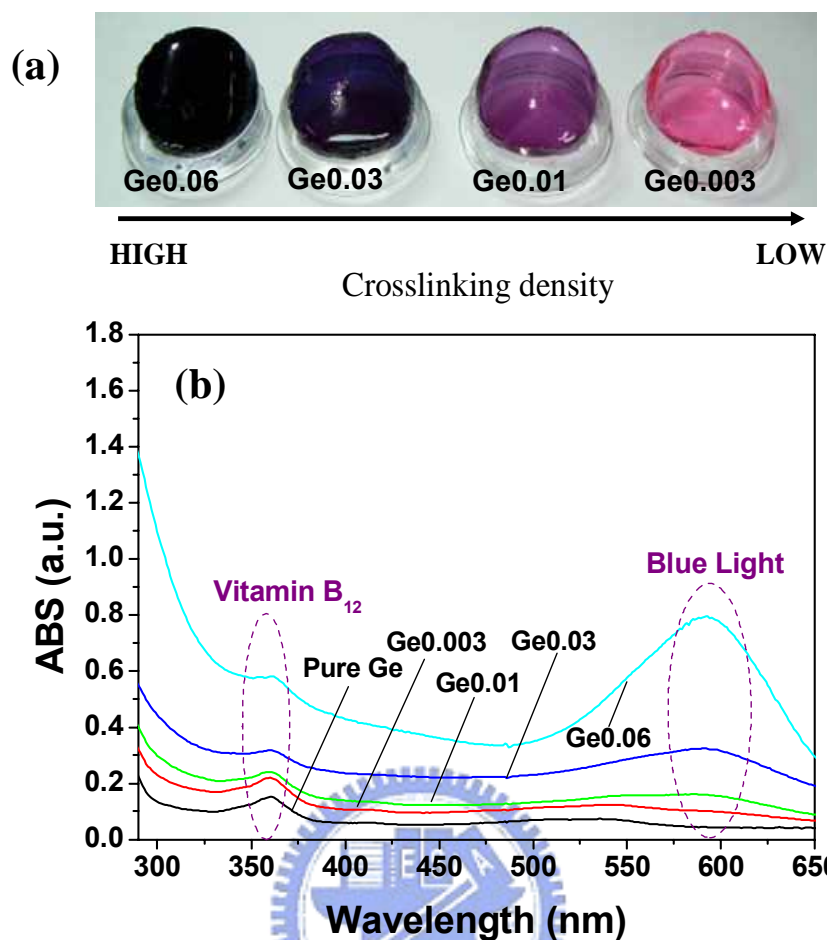 (a)
Ge0.06 Ge0.03 Ge0.01 Ge0.003
HIGH LOW
Crosslinking density
(b)
1.8
1.6
1.4
1.2
1.0
0.8
0.6
0.4
0.2
0.0
ABS (a.u.)
Vitamin B₁₂
Blue Light
Pure Ge
Ge0.003
Ge0.01
Ge0.03
Ge0.06
300 350 400 450 500 550 600 650
Wavelength (nm)